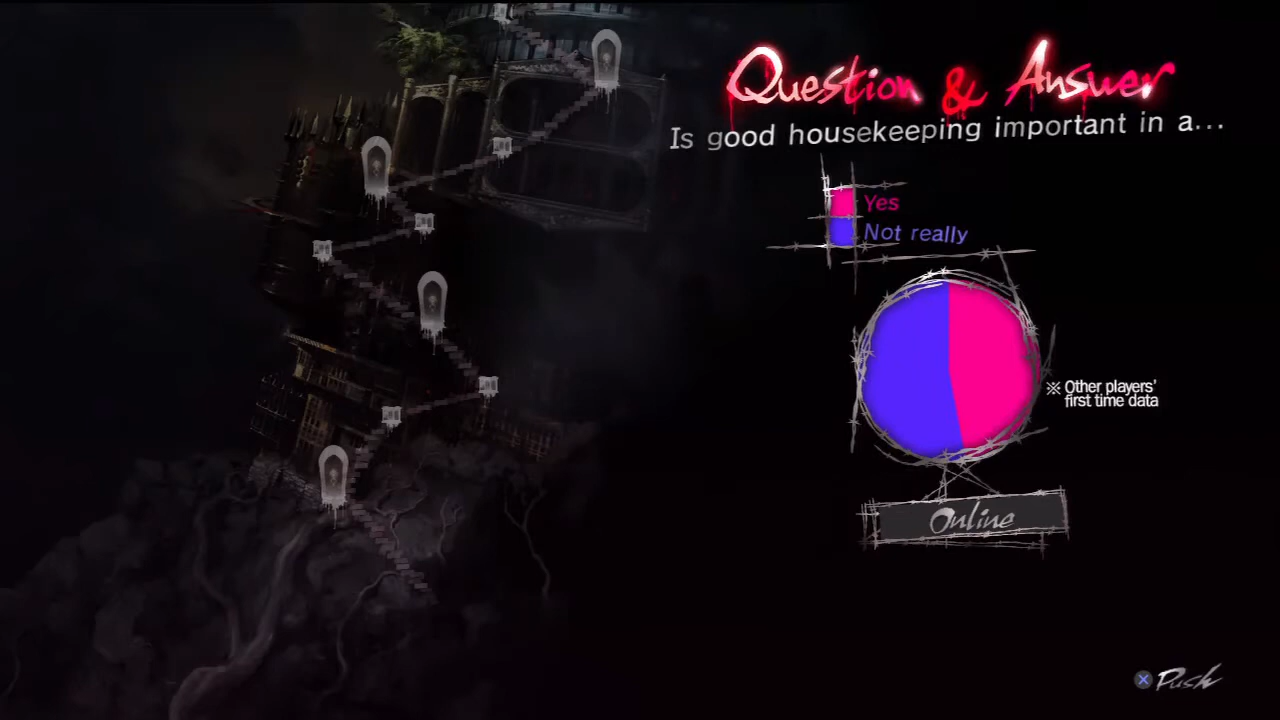 Question & Answer
Is good housekeeping important in a...
Yes
Not really
※ Other players'
first time data
Online
Push